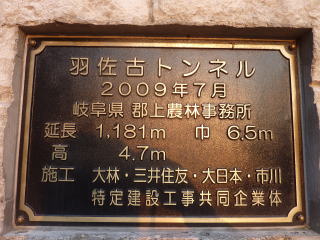 羽佐古トンネル
2009年7月
岐阜県 郡上農林事務所
延長 1,181m 巾 6.5m
高 4.7m
施工 大林・三井住友・大日本・市川
特定建設工事共同企業体